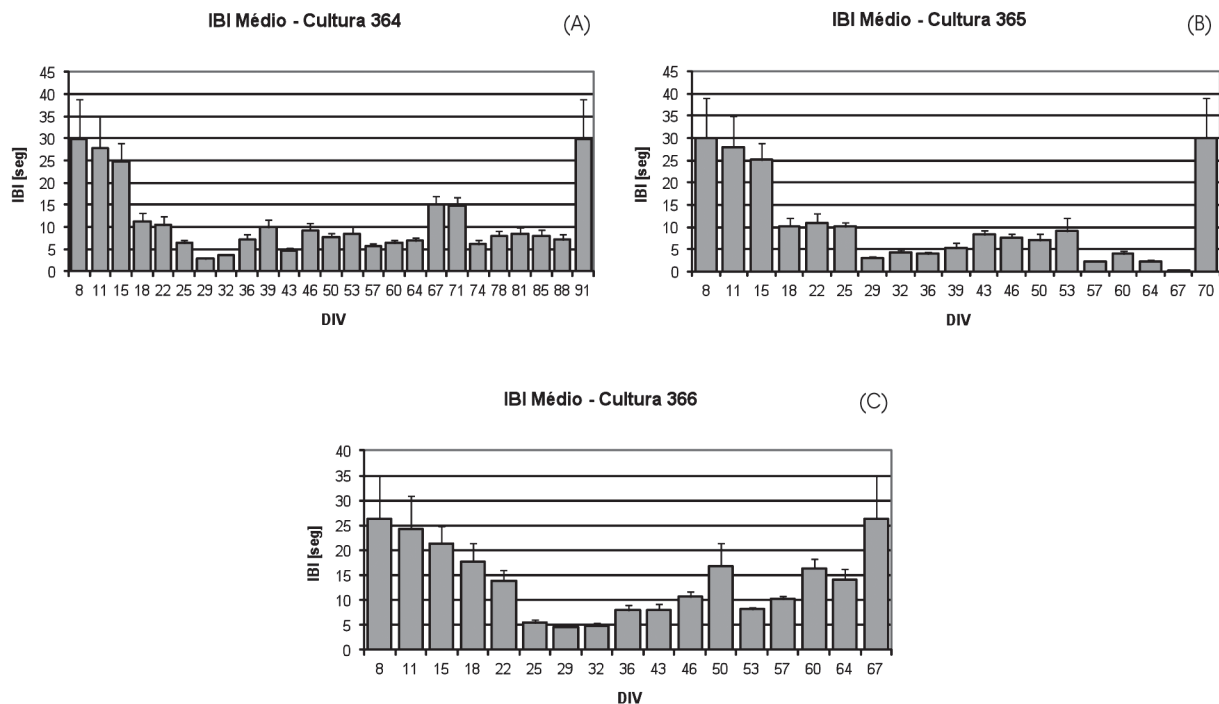 IBI Médio - Cultura 364
(A)
IBI [seg]
45
40
35
30
25
20
15
10
5
0
8 11 15 18 22 25 29 32 36 39 43 46 50 53 57 60 64 67 71 74 78 81 85 88 91
DIV
IBI Médio - Cultura 365
(B)
IBI [seg]
45
40
35
30
25
20
15
10
5
0
8 11 15 18 22 25 29 32 36 39 43 46 50 53 57 60 64 67 70
DIV
IBI Médio - Cultura 366
(C)
IBI [seg]
40
35
30
25
20
15
10
5
0
8 11 15 18 22 25 29 32 36 43 46 50 53 57 60 64 67
DIV